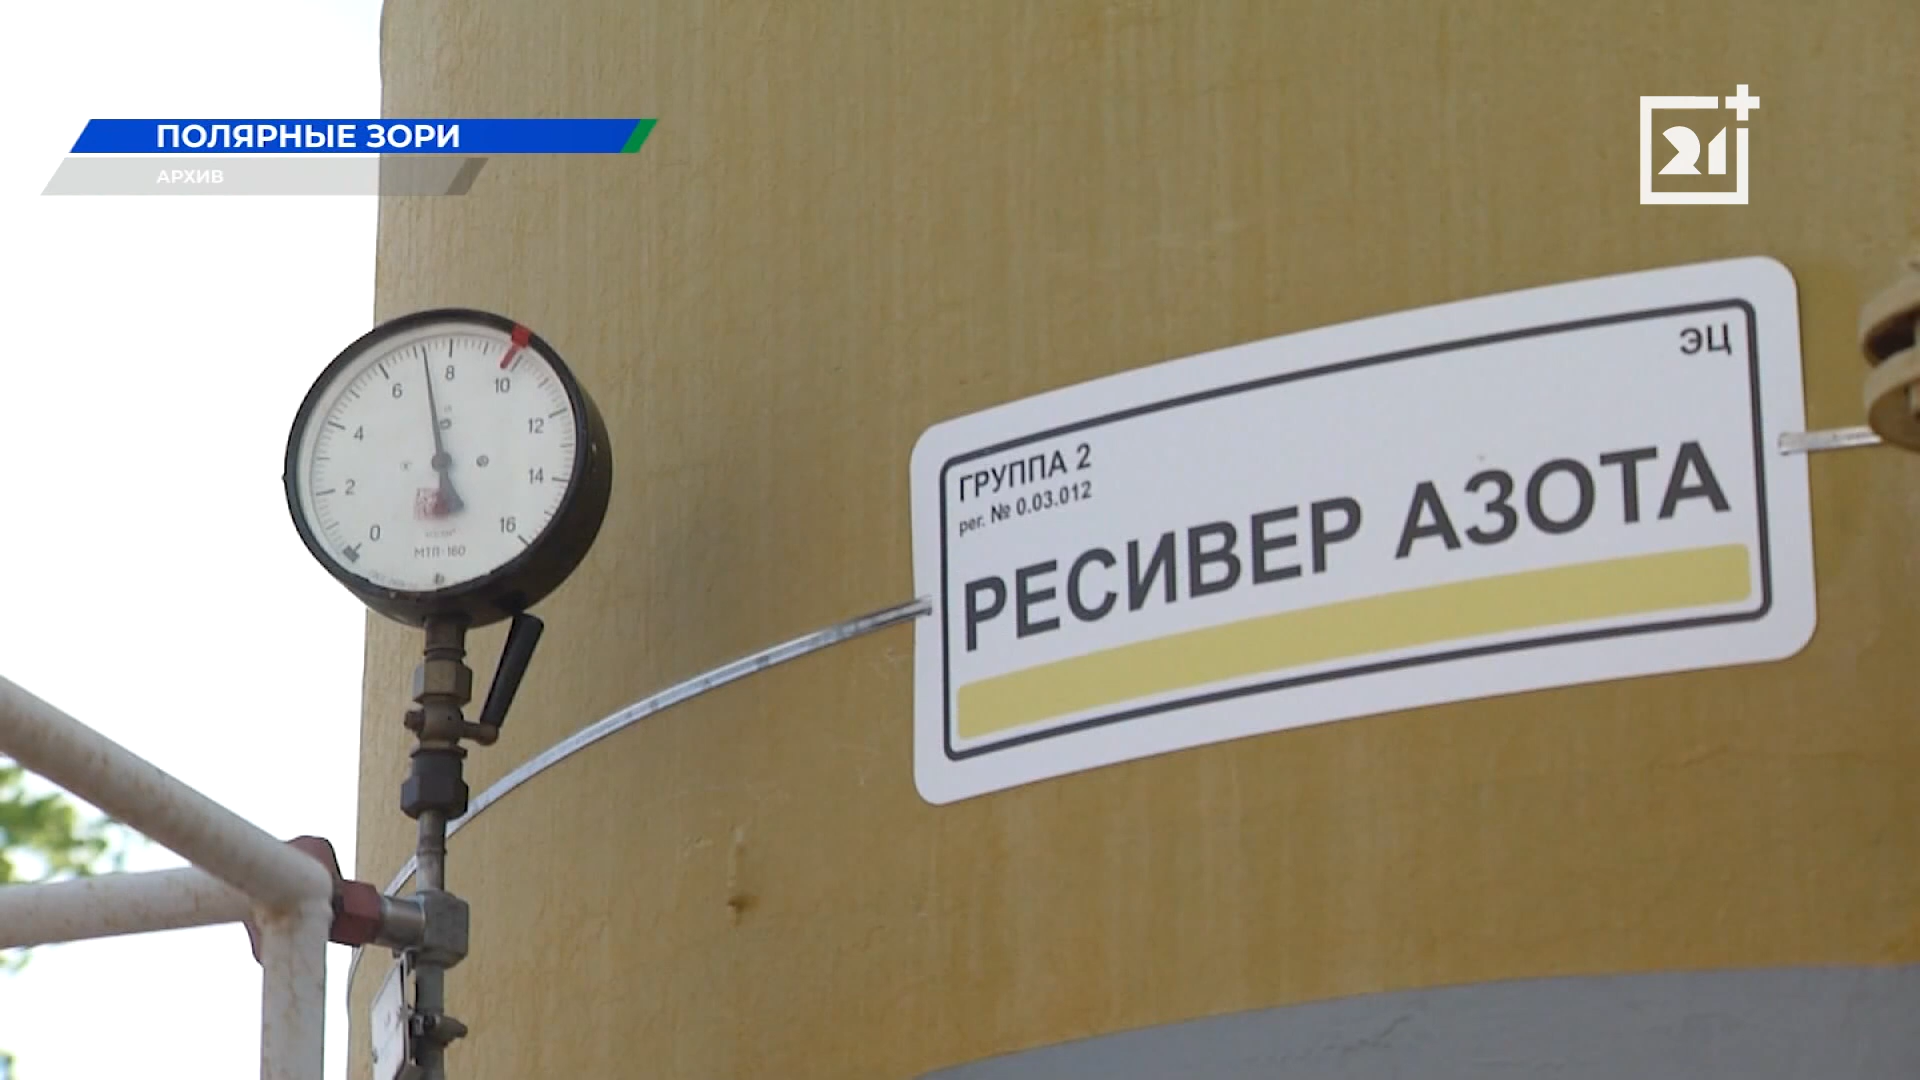 ПОЛЯРНЫЕ ЗОРИ
АРХИВ
21+
ЭЦ
ГРУППА 2
рег. № 0.03.012
РЕСИВЕР АЗОТА
0
2
4
6
8
10
12
14
16
МТП-160